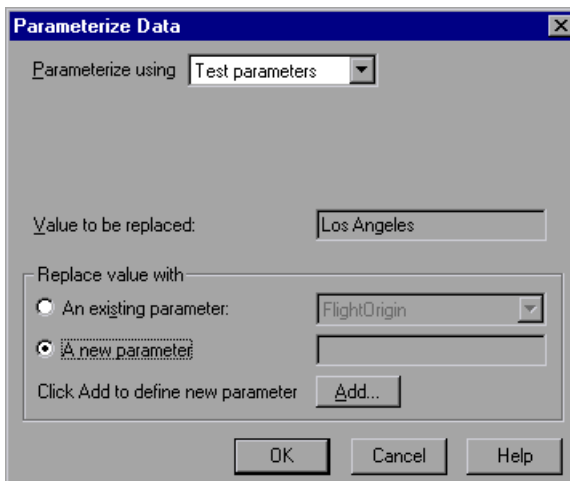 Parameterize Data
Parameterize using Test parameters
Value to be replaced: Los Angeles
Replace value with
An existing parameter: FlightOrigin
A new parameter
Click Add to define new parameter Add...
OK Cancel Help